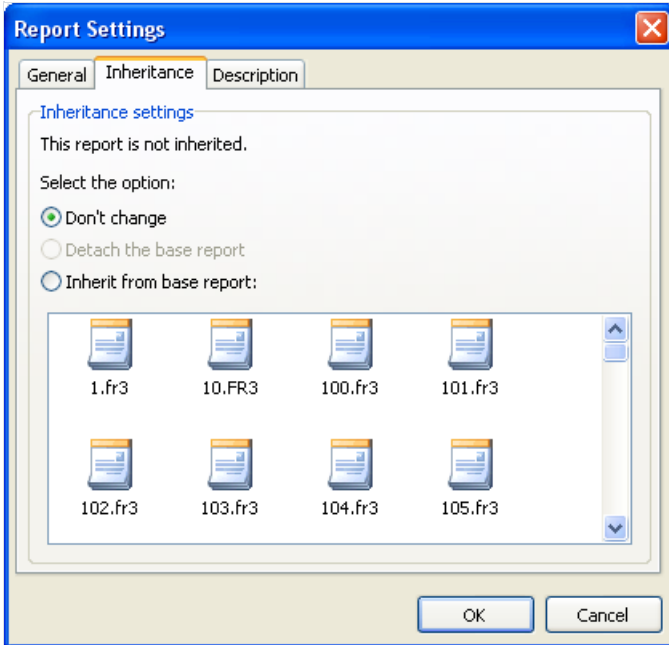 Report Settings
General Inheritance Description
Inheritance settings
This report is not inherited.
Select the option:
Don't change
Detach the base report
Inherit from base report:
1.fr3 10.FR3 100.fr3 101.fr3
102.fr3 103.fr3 104.fr3 105.fr3
OK Cancel